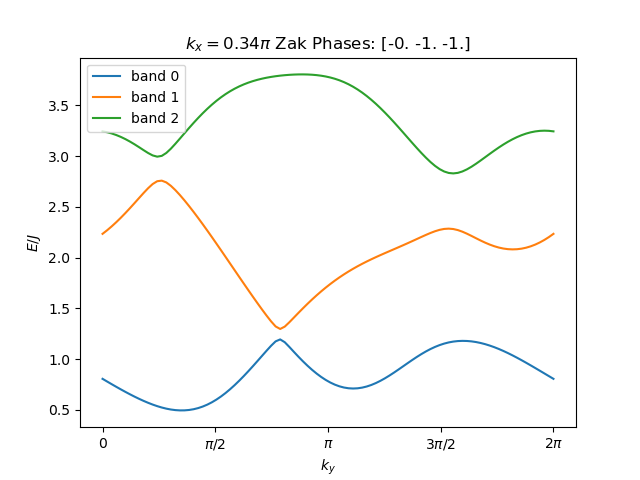 k_x = 0.34π Zak Phases: [-0. -1. -1.]
band 0
band 1
band 2
E/J
3.5
3.0
2.5
2.0
1.5
1.0
0.5
0
π/2
π
3π/2
2π
k_y